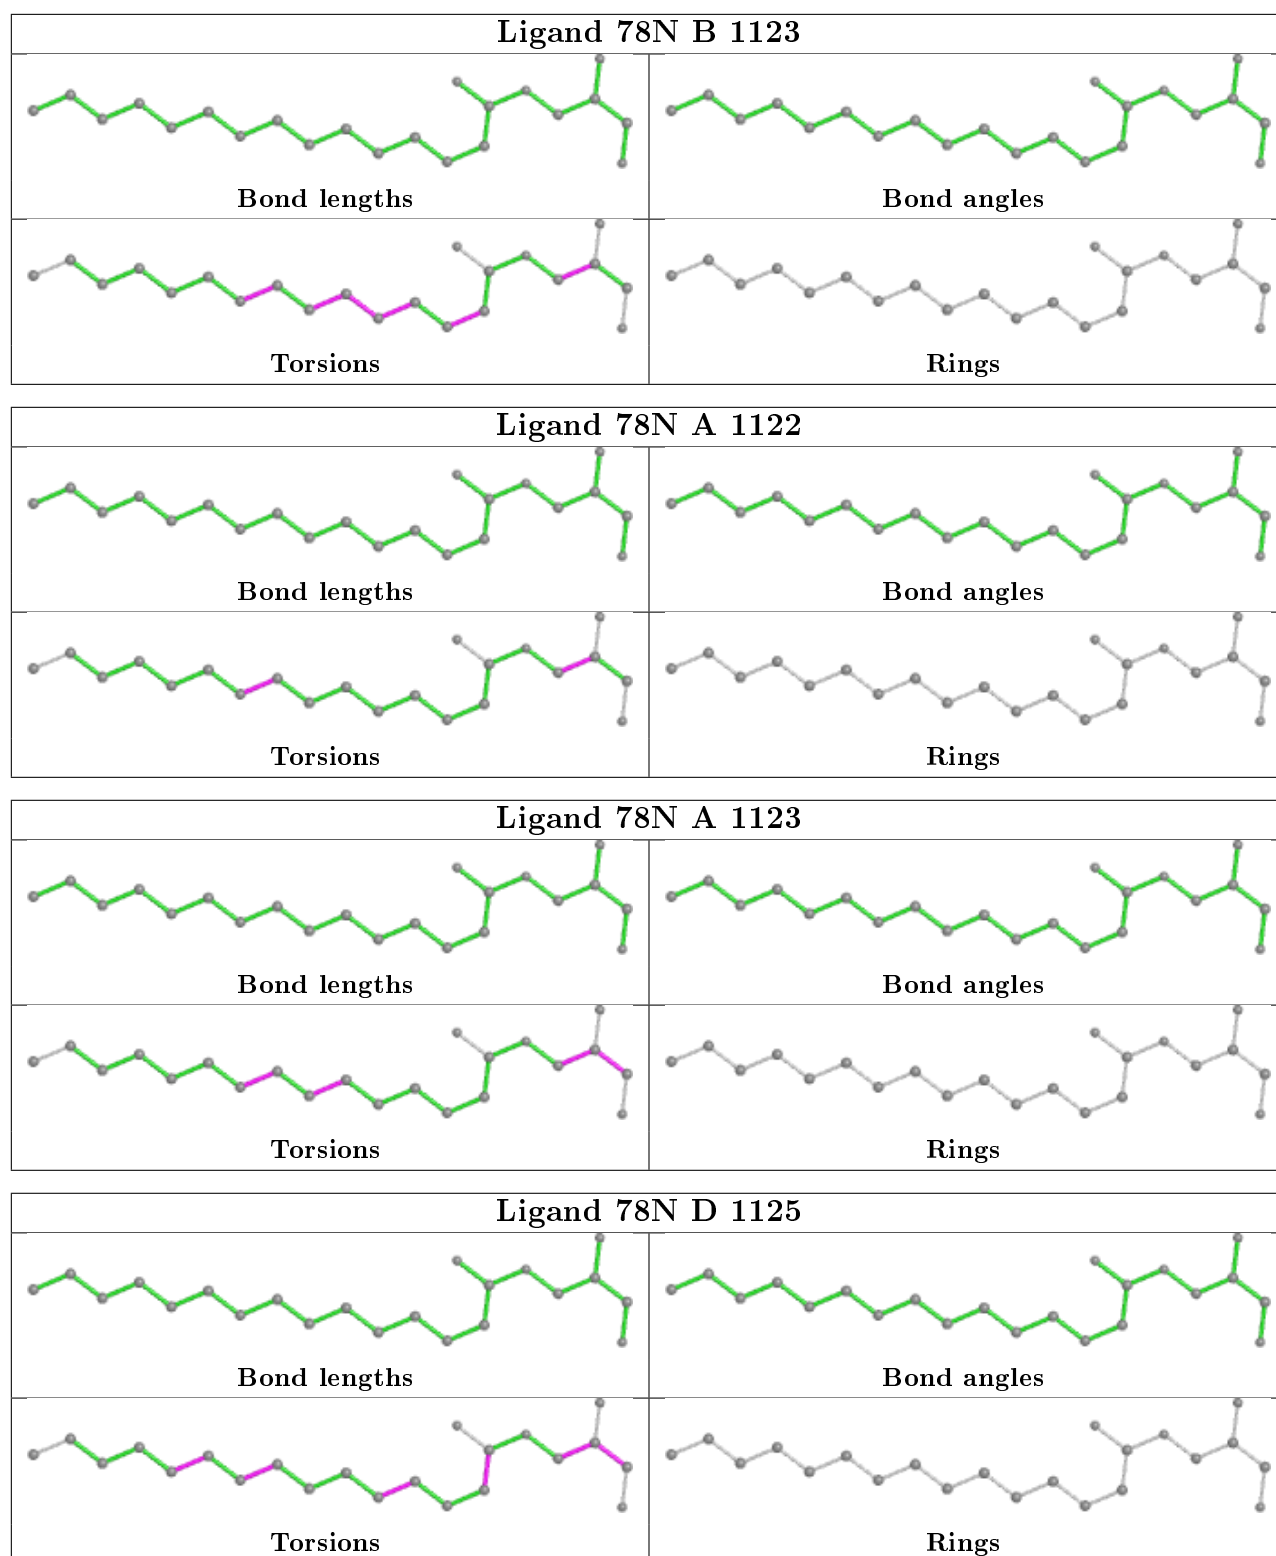 Ligand 78N B 1123
Bond lengths
Bond angles
Torsions
Rings
Ligand 78N A 1122
Bond lengths
Bond angles
Torsions
Rings
Ligand 78N A 1123
Bond lengths
Bond angles
Torsions
Rings
Ligand 78N D 1125
Bond lengths
Bond angles
Torsions
Rings